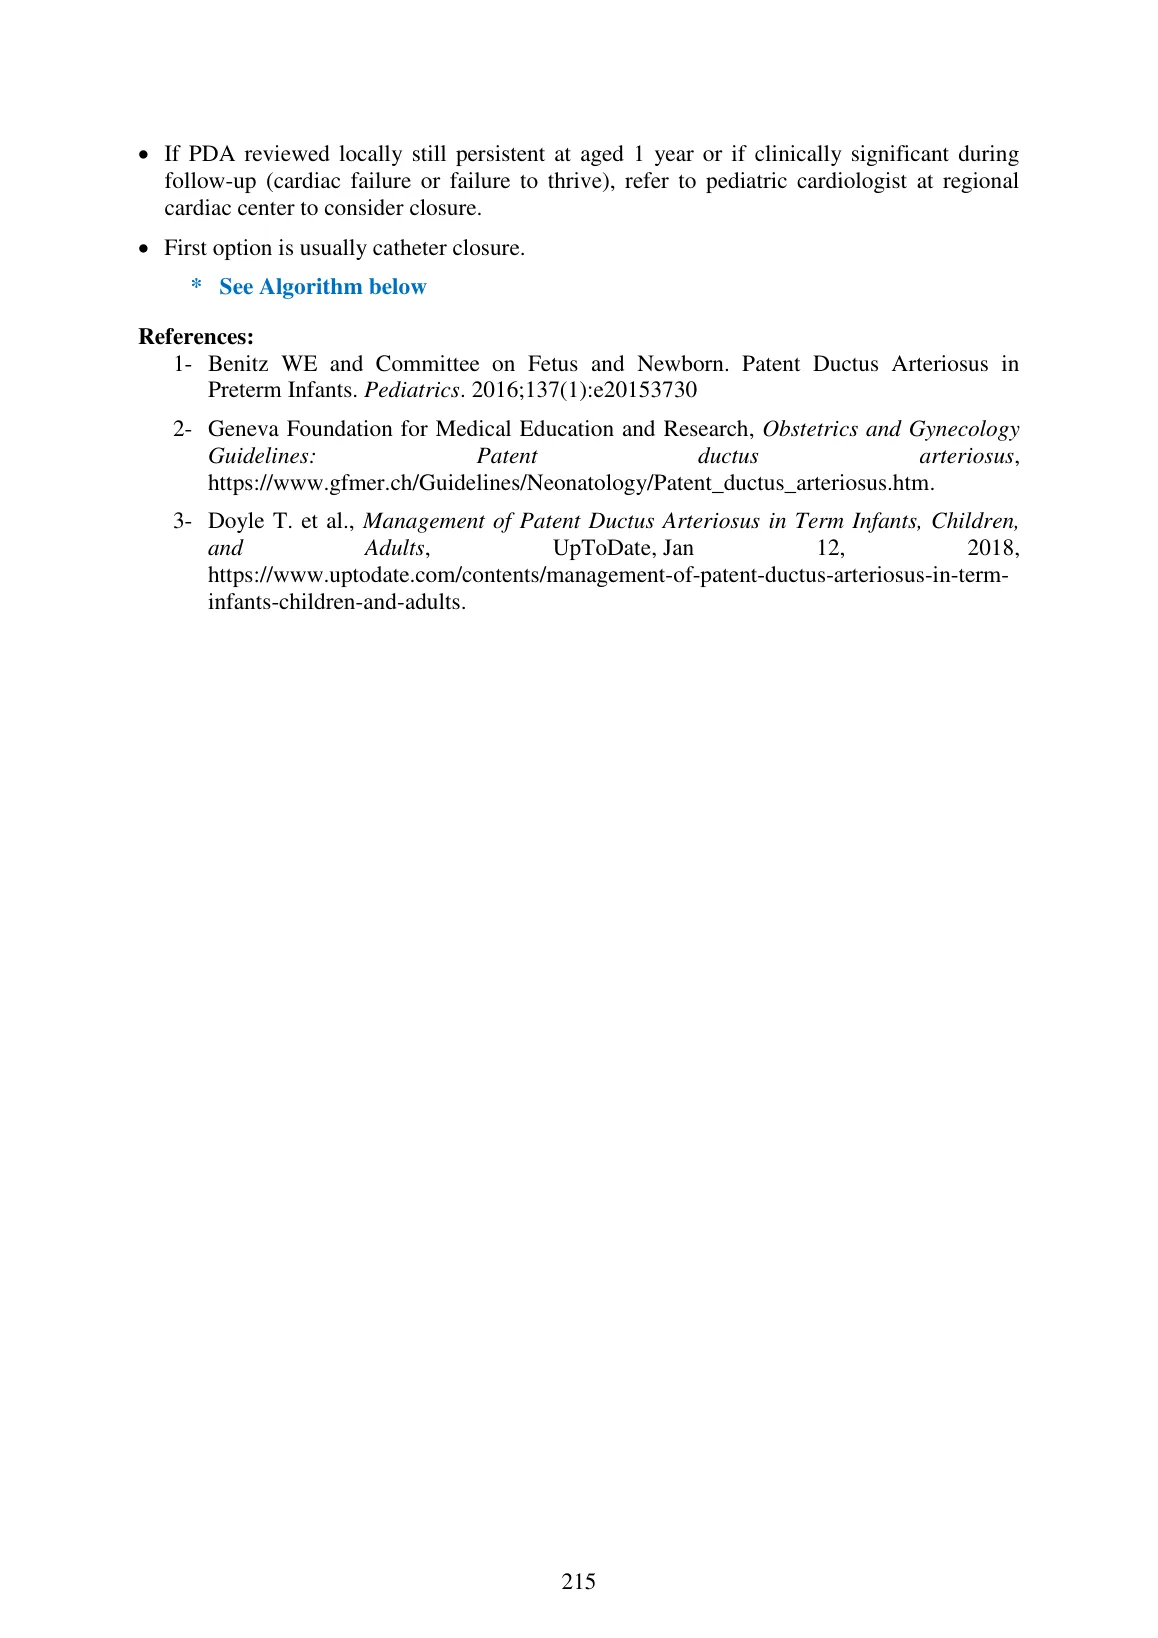 • If PDA reviewed locally still persistent at aged 1 year or if clinically significant during
follow-up (cardiac failure or failure to thrive), refer to pediatric cardiologist at regional
cardiac center to consider closure.
• First option is usually catheter closure.
* See Algorithm below
References:
1- Benitz WE and Committee on Fetus and Newborn. Patent Ductus Arteriosus in
Preterm Infants. Pediatrics. 2016;137(1):e20153730
2- Geneva Foundation for Medical Education and Research, Obstetrics and Gynecology
Guidelines: Patent ductus arteriosus,
https://www.gfmer.ch/Guidelines/Neonatology/Patent_ductus_arteriosus.htm.
3- Doyle T. et al., Management of Patent Ductus Arteriosus in Term Infants, Children,
and Adults, UpToDate, Jan 12, 2018,
https://www.uptodate.com/contents/management-of-patent-ductus-arteriosus-in-term-
infants-children-and-adults.
215